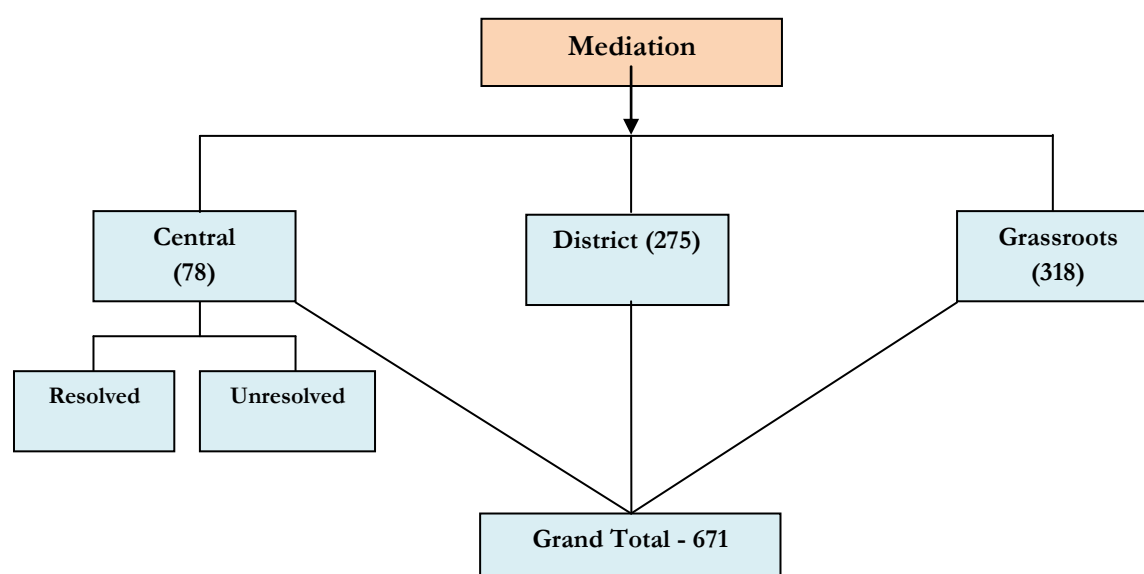 Mediation
Central
(78)
District (275)
Grassroots
(318)
Resolved
Unresolved
Grand Total - 671